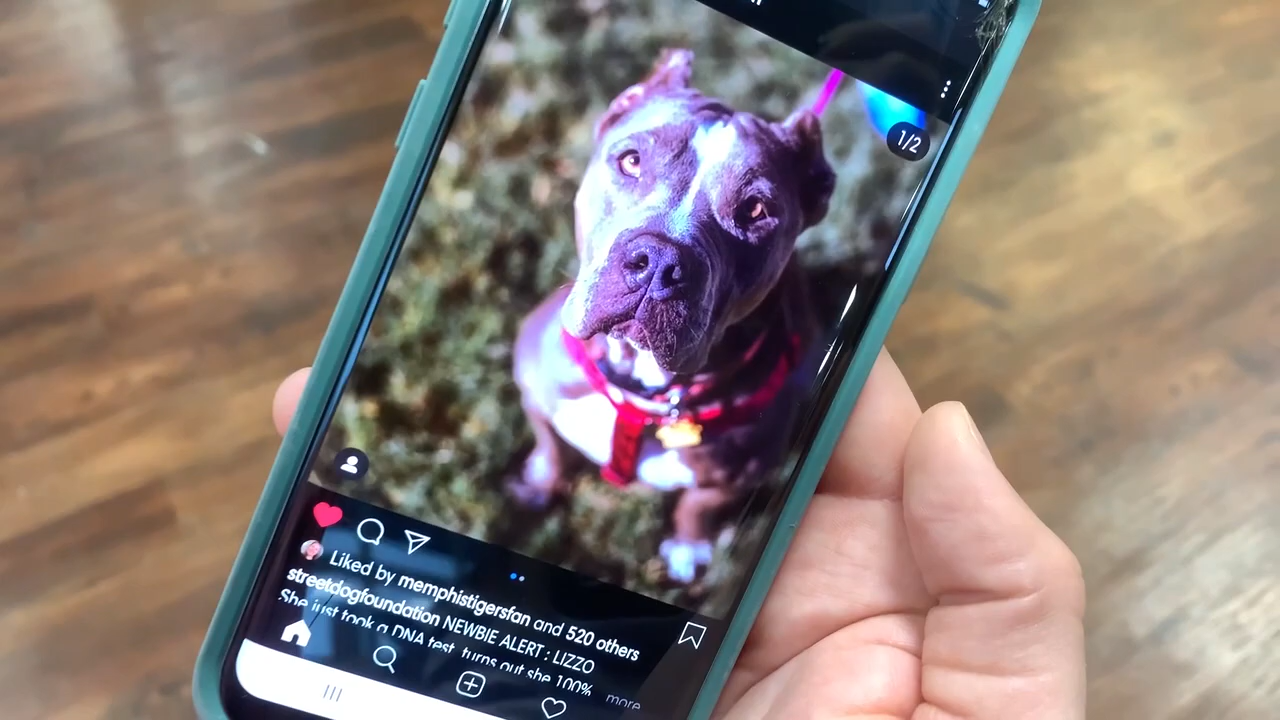 1/2
Liked by memphistigersfan and 520 others
streetdogfoundation NEWBIE ALERT : LIZZO
She just took a DNA test, turns out she 100% more